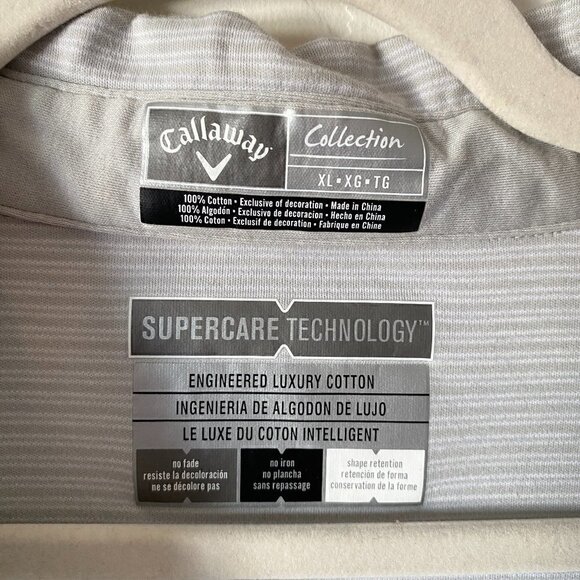 Callaway
Collection
XL • XG • TG
100% Cotton • Exclusive of decoration • Made in China
100% Algodón • Exclusivo de decoracion • Hecho en China
100% Coton • Exclusif de decoration • Fabrique en Chine
SUPERCARE TECHNOLOGY™
ENGINEERED LUXURY COTTON
INGENIERIA DE ALGODON DE LUJO
LE LUXE DU COTON INTELLIGENT
no fade
resiste la decoloración
ne se décolore pas
no iron
no plancha
sans repassage
shape retention
retención de forma
conservation de la forme